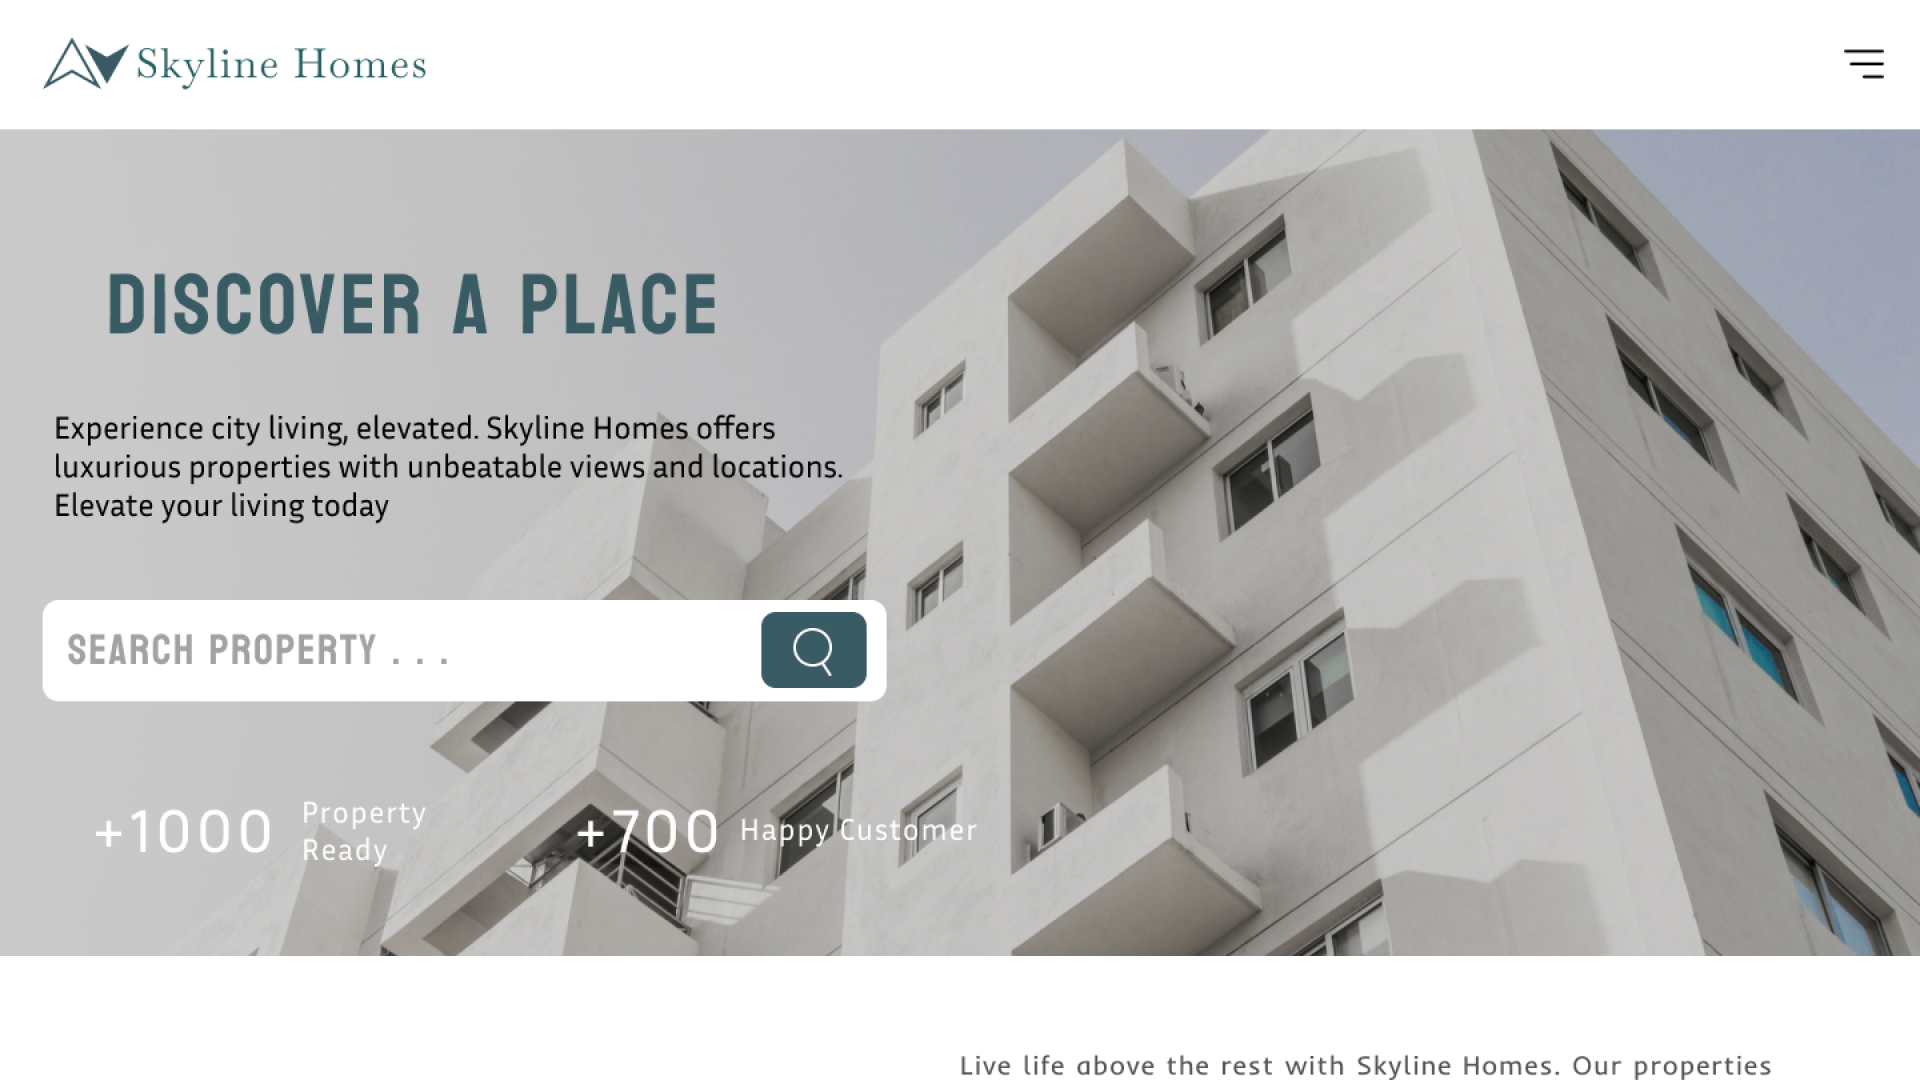 Skyline Homes
DISCOVER A PLACE
Experience city living, elevated. Skyline Homes offers
luxurious properties with unbeatable views and locations.
Elevate your living today
SEARCH PROPERTY . . .
+1000
Property
Ready
+700
Happy Customer
Live life above the rest with Skyline Homes. Our properties